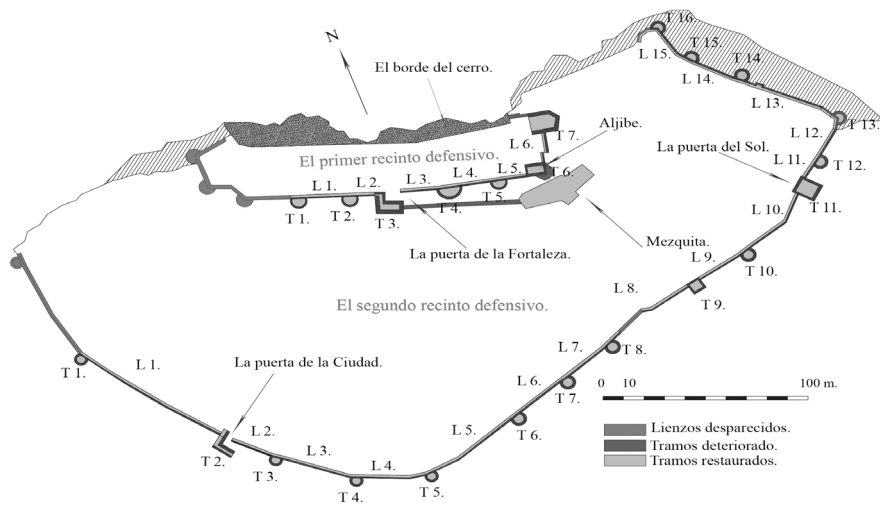 T 16.
N
L 15.
T 15.
T 14
El borde del cerro.
L 14.
L 13.
T 13.
T 7.
Aljibe.
L 12.
L 6.
La puerta del Sol.
El primer recinto defensivo.
L 11.
T 12.
L 5.
T 6.
L 4.
L 3.
L 2.
L 1.
T 5.
T 4.
T 1.
T 2.
T 3.
T 11.
L 10.
La puerta de la Fortaleza.
Mezquita.
T 10.
L 9.
L 8.
T 9.
El segundo recinto defensivo.
T 8.
L 7.
T 1.
L 1.
La puerta de la Ciudad.
L 6.
T 7.
0 10 100 m.
T 6.
L 2.
L 5.
Lienzos desparecidos.
L 3.
Tramos deteriorado.
T 2.
T 3.
L 4.
Tramos restaurados.
T 4.
T 5.